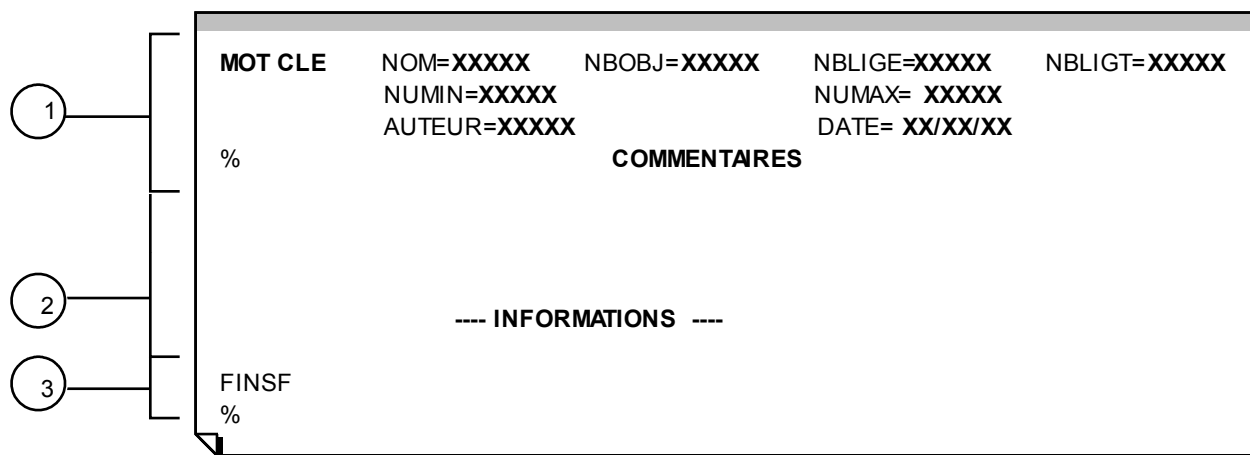 MOT CLE NOM=XXXXX NBOBJ=XXXXX NBLIGE=XXXXX NBLIGT=XXXXX
NUMIN=XXXXX NUMAX= XXXXX
1
AUTEUR=XXXXX DATE= XX/XX/XX
% COMMENTAIRES
2
---- INFORMATIONS ----
3
FINSF
%